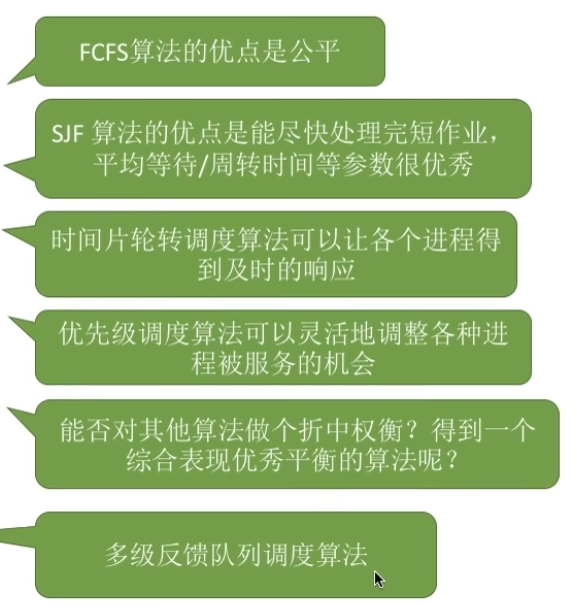 FCFS算法的优点是公平
SJF 算法的优点是能尽快处理完短作业，
平均等待/周转时间等参数很优秀
时间片轮转调度算法可以让各个进程得
到及时的响应
优先级调度算法可以灵活地调整各种进
程被服务的机会
能否对其他算法做个折中权衡？得到一个
综合表现优秀平衡的算法呢？
多级反馈队列调度算法